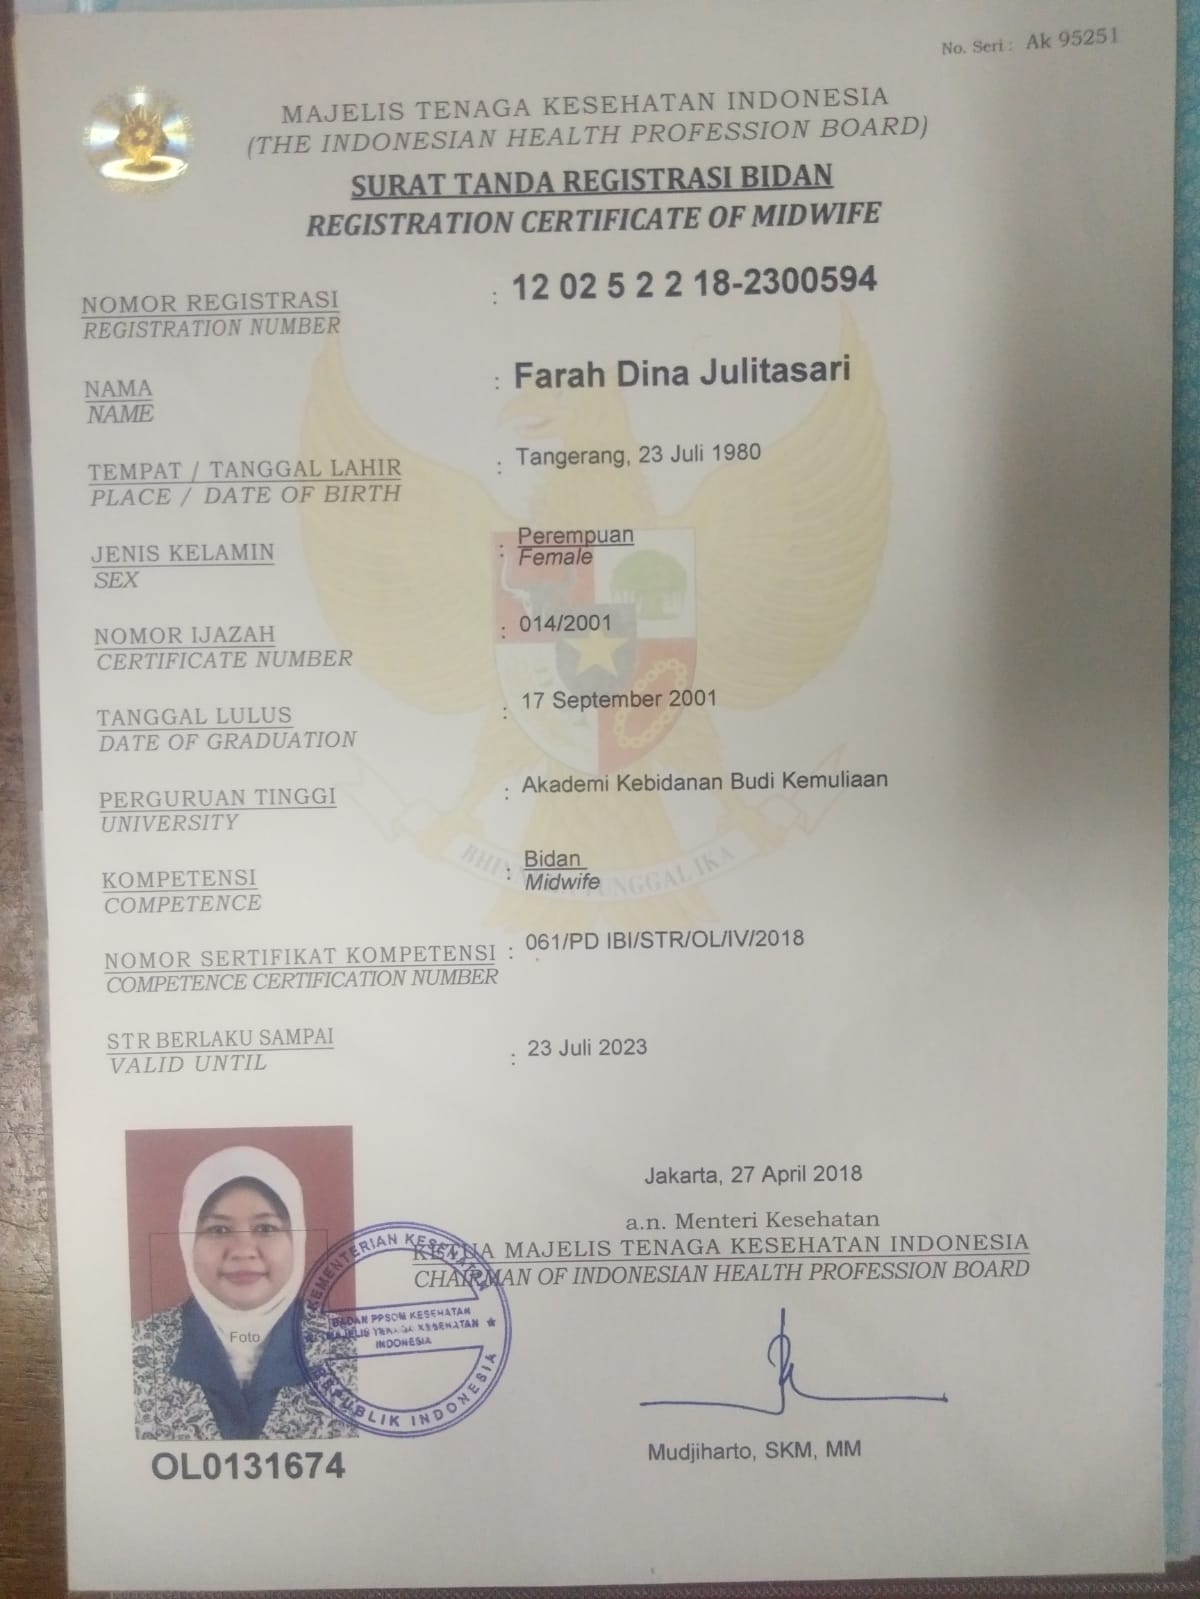 No. Seri : Ak 95251
MAJELIS TENAGA KESEHATAN INDONESIA
(THE INDONESIAN HEALTH PROFESSION BOARD)
SURAT TANDA REGISTRASI BIDAN
REGISTRATION CERTIFICATE OF MIDWIFE
NOMOR REGISTRASI : 12 02 5 2 2 18-2300594
REGISTRATION NUMBER
NAMA : Farah Dina Julitasari
NAME
TEMPAT / TANGGAL LAHIR : Tangerang, 23 Juli 1980
PLACE / DATE OF BIRTH
JENIS KELAMIN : Perempuan
SEX Female
NOMOR IJAZAH : 014/2001
CERTIFICATE NUMBER
TANGGAL LULUS : 17 September 2001
DATE OF GRADUATION
PERGURUAN TINGGI : Akademi Kebidanan Budi Kemuliaan
UNIVERSITY
KOMPETENSI : Bidan
COMPETENCE Midwife
BHI TUNGGAL IKA
NOMOR SERTIFIKAT KOMPETENSI : 061/PD IBI/STR/OL/IV/2018
COMPETENCE CERTIFICATION NUMBER
STR BERLAKU SAMPAI : 23 Juli 2023
VALID UNTIL
Jakarta, 27 April 2018
a.n. Menteri Kesehatan
KETUA MAJELIS TENAGA KESEHATAN INDONESIA
CHAIRMAN OF INDONESIAN HEALTH PROFESSION BOARD
KEMENTERIAN KESEHATAN
BADAN PPSDM KESEHATAN
MAJELIS TENAGA KESEHATAN
INDONESIA
REPUBLIK INDONESIA
Foto
Mudjiharto, SKM, MM
OL0131674